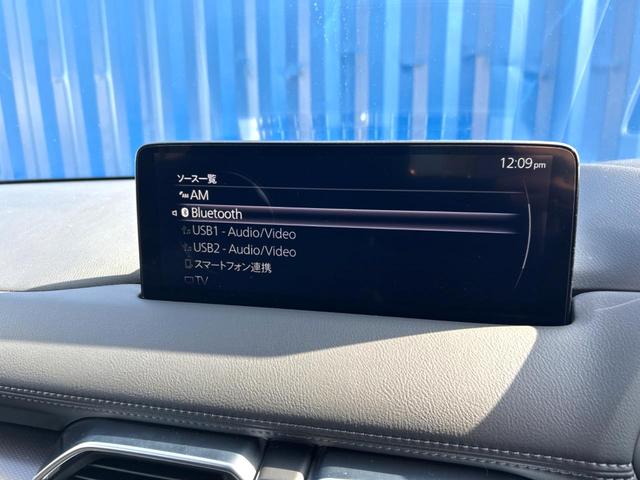 12:09pm
ソース一覧
AM
Bluetooth
USB1 - Audio/Video
USB2 - Audio/Video
スマートフォン連携
TV